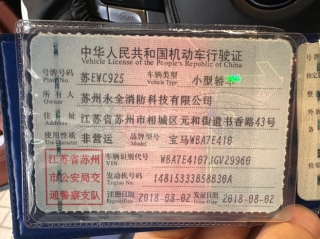 中华人民共和国机动车行驶证
Vehicle License of the People's Republic of China
号牌号码 苏EWC925 车辆类型 小型轿车
Plate No. Vehicle Type
所有人 苏州永全消防科技有限公司
Owner
住址 江苏省苏州市相城区元和街道书香路43号
Address
使用性质 非营运 品牌型号 宝马WBA7E410
江苏省苏州
市公安局交
通警察支队
车辆识别代号 WBA7E4107JGV29960
发动机号码 14815333B58B30A
Engine No.
注册日期 2018-08-02 发证日期 2018-08-02
Register Date Issue Date